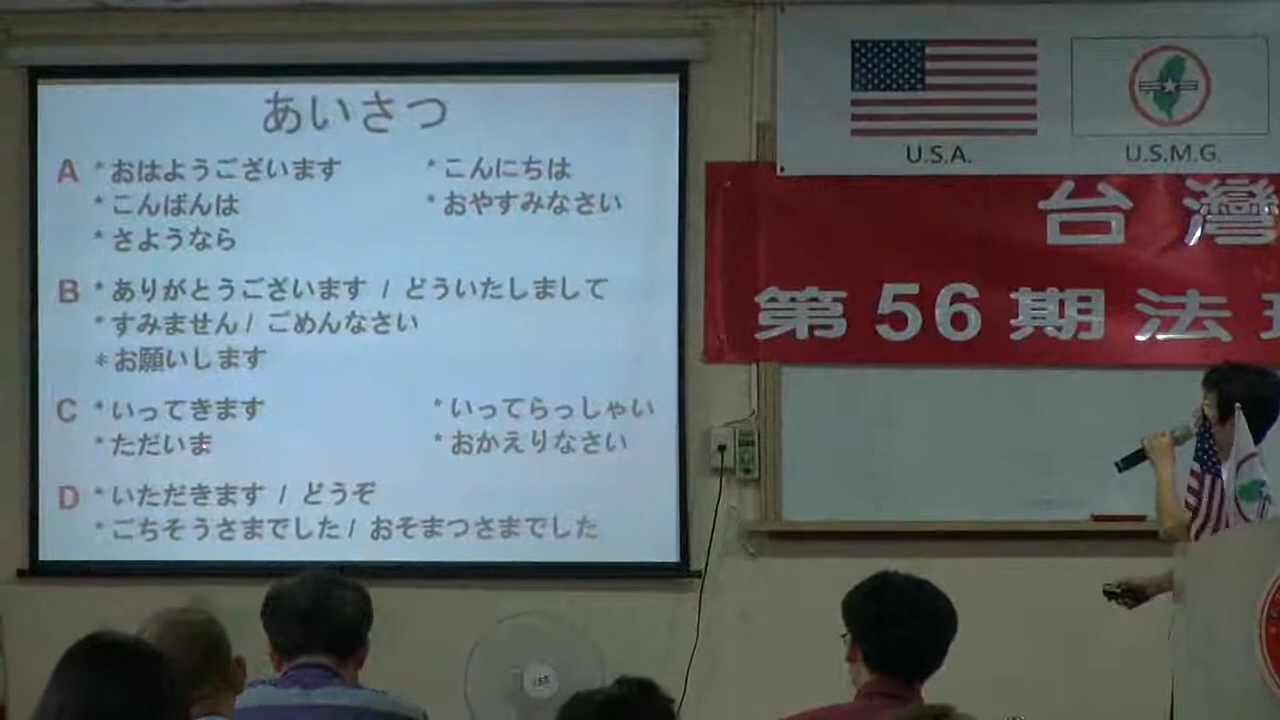 あいさつ
A *おはようございます *こんにちは
*こんばんは *おやすみなさい
*さようなら
B *ありがとうございます / どういたしまして
*すみません / ごめんなさい
*お願いします
C *いってきます *いってらっしゃい
*ただいま *おかえりなさい
D *いただきます / どうぞ
*ごちそうさまでした / おそまつさまでした
U.S.A. U.S.M.G.
台灣
第56期法